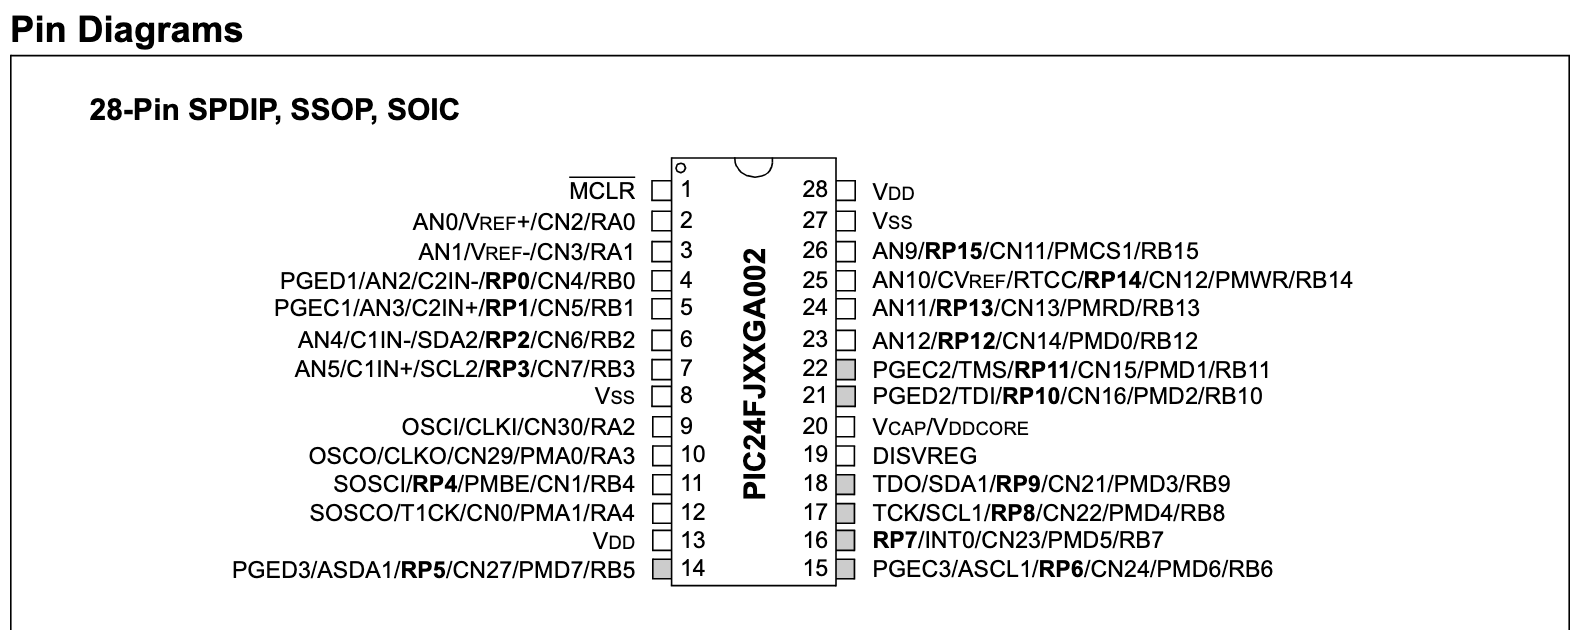 Pin Diagrams
28-Pin SPDIP, SSOP, SOIC
MCLR 1 28 VDD
AN0/VREF+/CN2/RA0 2 27 VSS
AN1/VREF-/CN3/RA1 3 26 AN9/RP15/CN11/PMCS1/RB15
PGED1/AN2/C2IN-/RP0/CN4/RB0 4 25 AN10/CVREF/RTCC/RP14/CN12/PMWR/RB14
PGEC1/AN3/C2IN+/RP1/CN5/RB1 5 24 AN11/RP13/CN13/PMRD/RB13
AN4/C1IN-/SDA2/RP2/CN6/RB2 6 23 AN12/RP12/CN14/PMD0/RB12
AN5/C1IN+/SCL2/RP3/CN7/RB3 7 22 PGEC2/TMS/RP11/CN15/PMD1/RB11
VSS 8 21 PGED2/TDI/RP10/CN16/PMD2/RB10
OSCI/CLKI/CN30/RA2 9 20 VCAP/VDDCORE
OSCO/CLKO/CN29/PMA0/RA3 10 19 DISVREG
SOSCI/RP4/PMBE/CN1/RB4 11 18 TDO/SDA1/RP9/CN21/PMD3/RB9
SOSCO/T1CK/CN0/PMA1/RA4 12 17 TCK/SCL1/RP8/CN22/PMD4/RB8
VDD 13 16 RP7/INT0/CN23/PMD5/RB7
PGED3/ASDA1/RP5/CN27/PMD7/RB5 14 15 PGEC3/ASCL1/RP6/CN24/PMD6/RB6
PIC24FJXXGA002